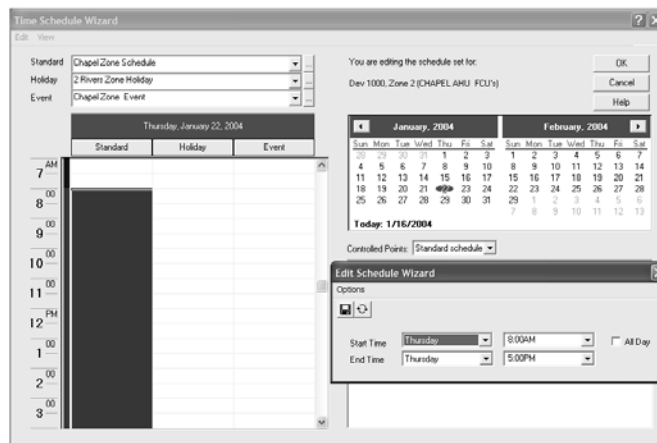 Time Schedule Wizard
Edit View
Standard Chapel Zone Schedule ...
Holiday 2 Rivers Zone Holiday ...
Event Chapel Zone Event ...
You are editing the schedule set for:
Dev 1000, Zone 2 (CHAPEL AHU FCU's)
OK
Cancel
Help
Thursday, January 22, 2004
Standard Holiday Event
7 AM
8 00
9 00
10 00
11 00
12 PM
1 00
2 00
3 00
January, 2004
Sun Mon Tue Wed Thu Fri Sat
28 29 30 31 1 2 3
4 5 6 7 8 9 10
11 12 13 14 15 16 17
18 19 20 21 22 23 24
25 26 27 28 29 30 31
February, 2004
Sun Mon Tue Wed Thu Fri Sat
1 2 3 4 5 6 7
8 9 10 11 12 13 14
15 16 17 18 19 20 21
22 23 24 25 26 27 28
29 1 2 3 4 5 6
7 8 9 10 11 12 13
Today: 1/16/2004
Controlled Points: Standard schedule
Edit Schedule Wizard
Options
Start Time Thursday 8:00AM All Day
End Time Thursday 5:00PM